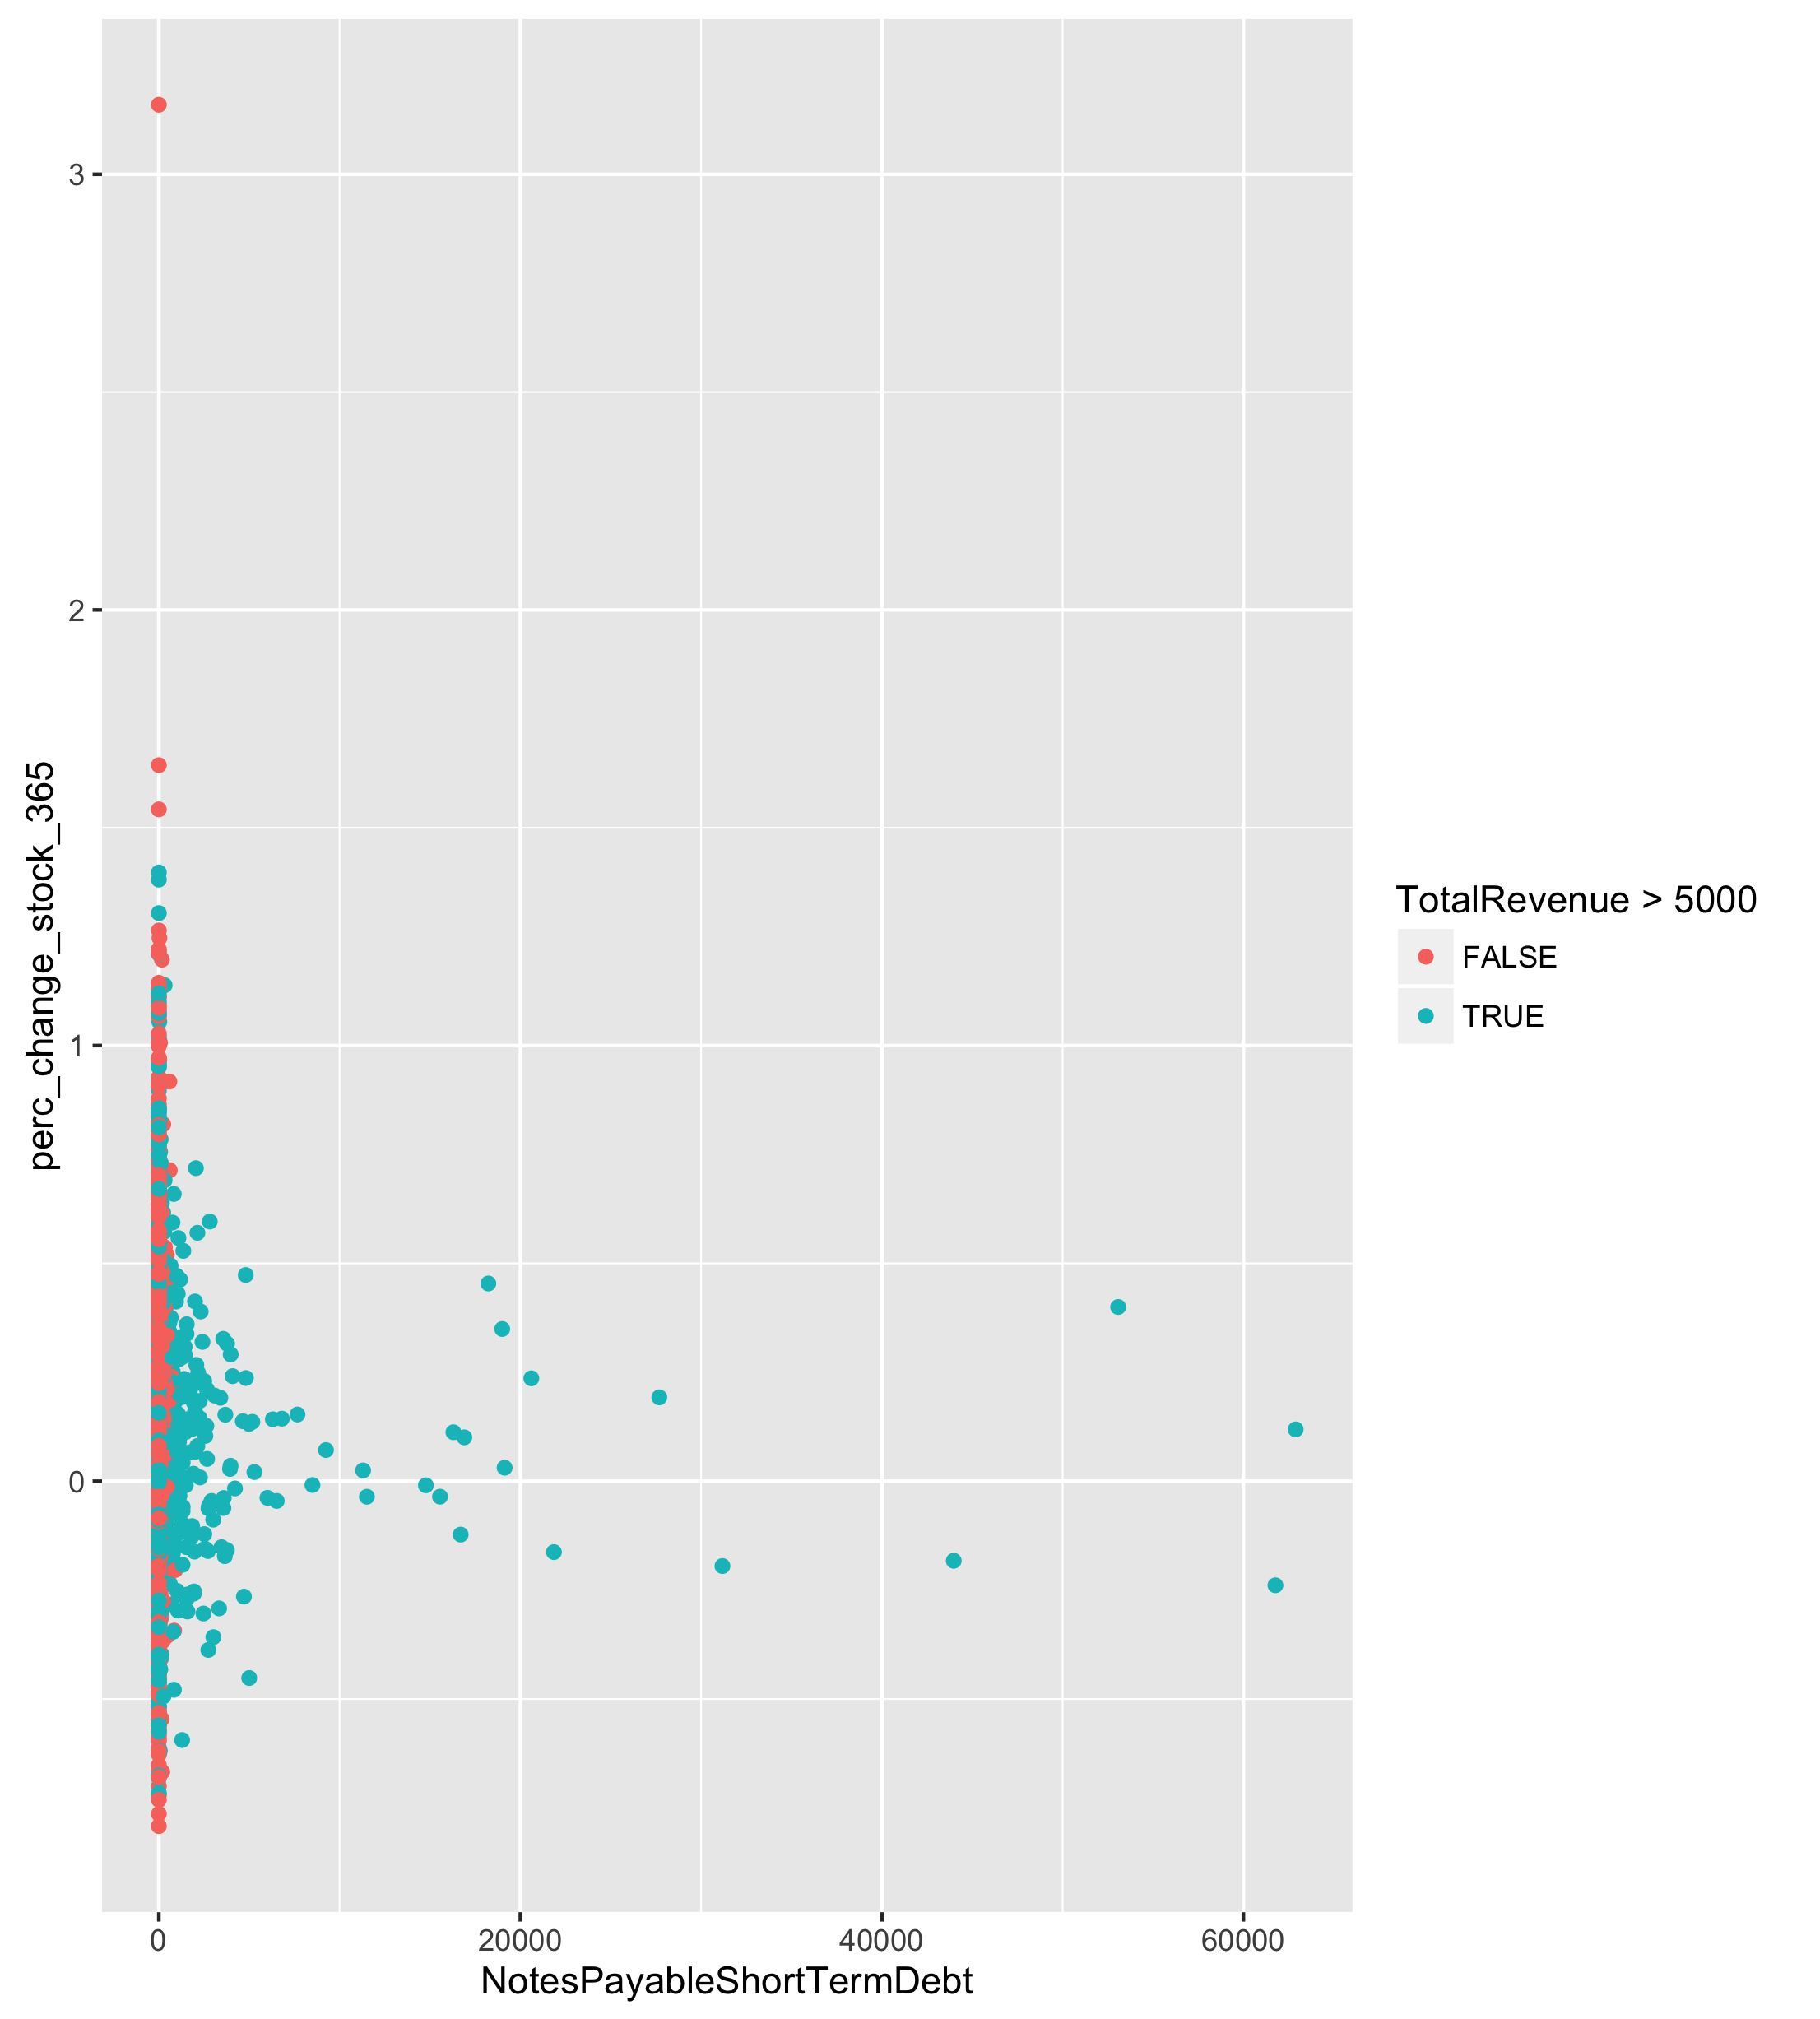 3
2
1
0
perc_change_stock_365
0
20000
40000
60000
NotesPayableShortTermDebt
TotalRevenue > 5000
FALSE
TRUE